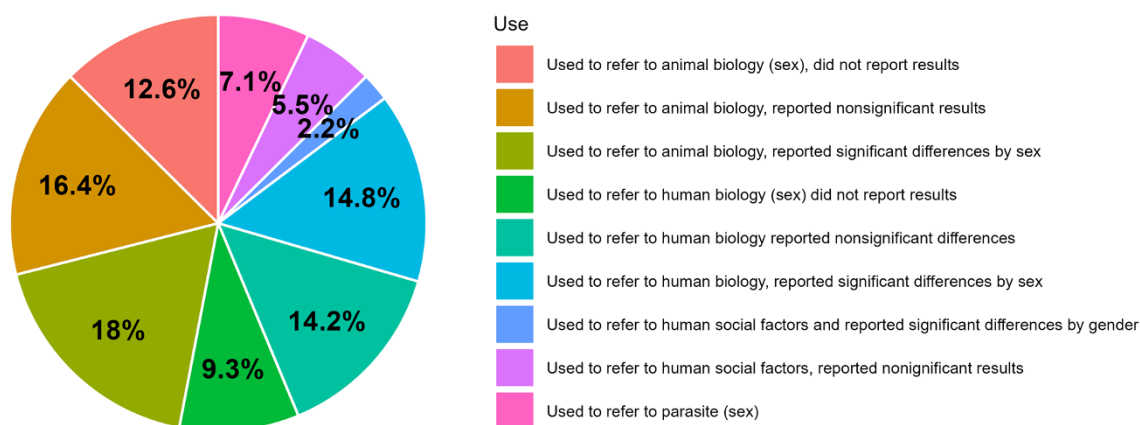 Use
12.6%
7.1%
5.5%
2.2%
16.4%
14.8%
18%
14.2%
9.3%
Used to refer to animal biology (sex), did not report results
Used to refer to animal biology, reported nonsignificant results
Used to refer to animal biology, reported significant differences by sex
Used to refer to human biology (sex) did not report results
Used to refer to human biology reported nonsignificant differences
Used to refer to human biology, reported significant differences by sex
Used to refer to human social factors and reported significant differences by gender
Used to refer to human social factors, reported nonignificant results
Used to refer to parasite (sex)